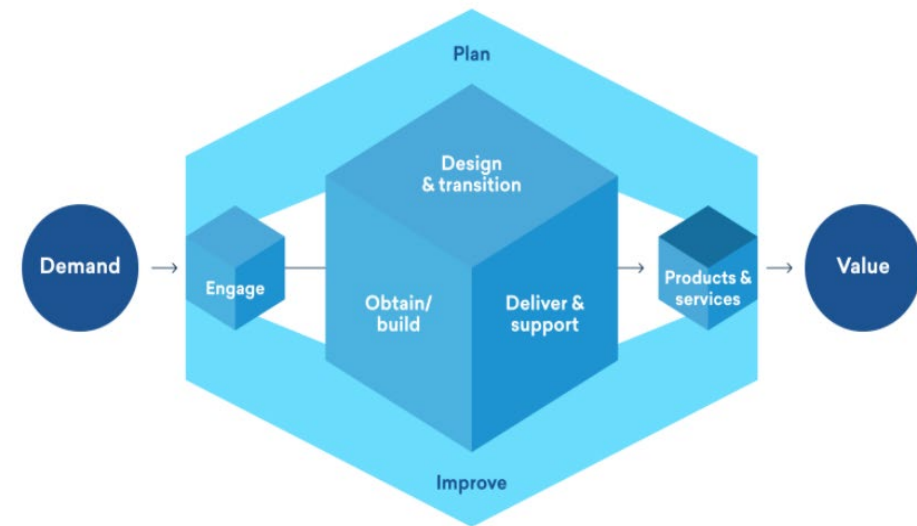 Plan
Design
& transition
Demand
Engage
Obtain/
build
Deliver &
support
Products &
services
Value
Improve